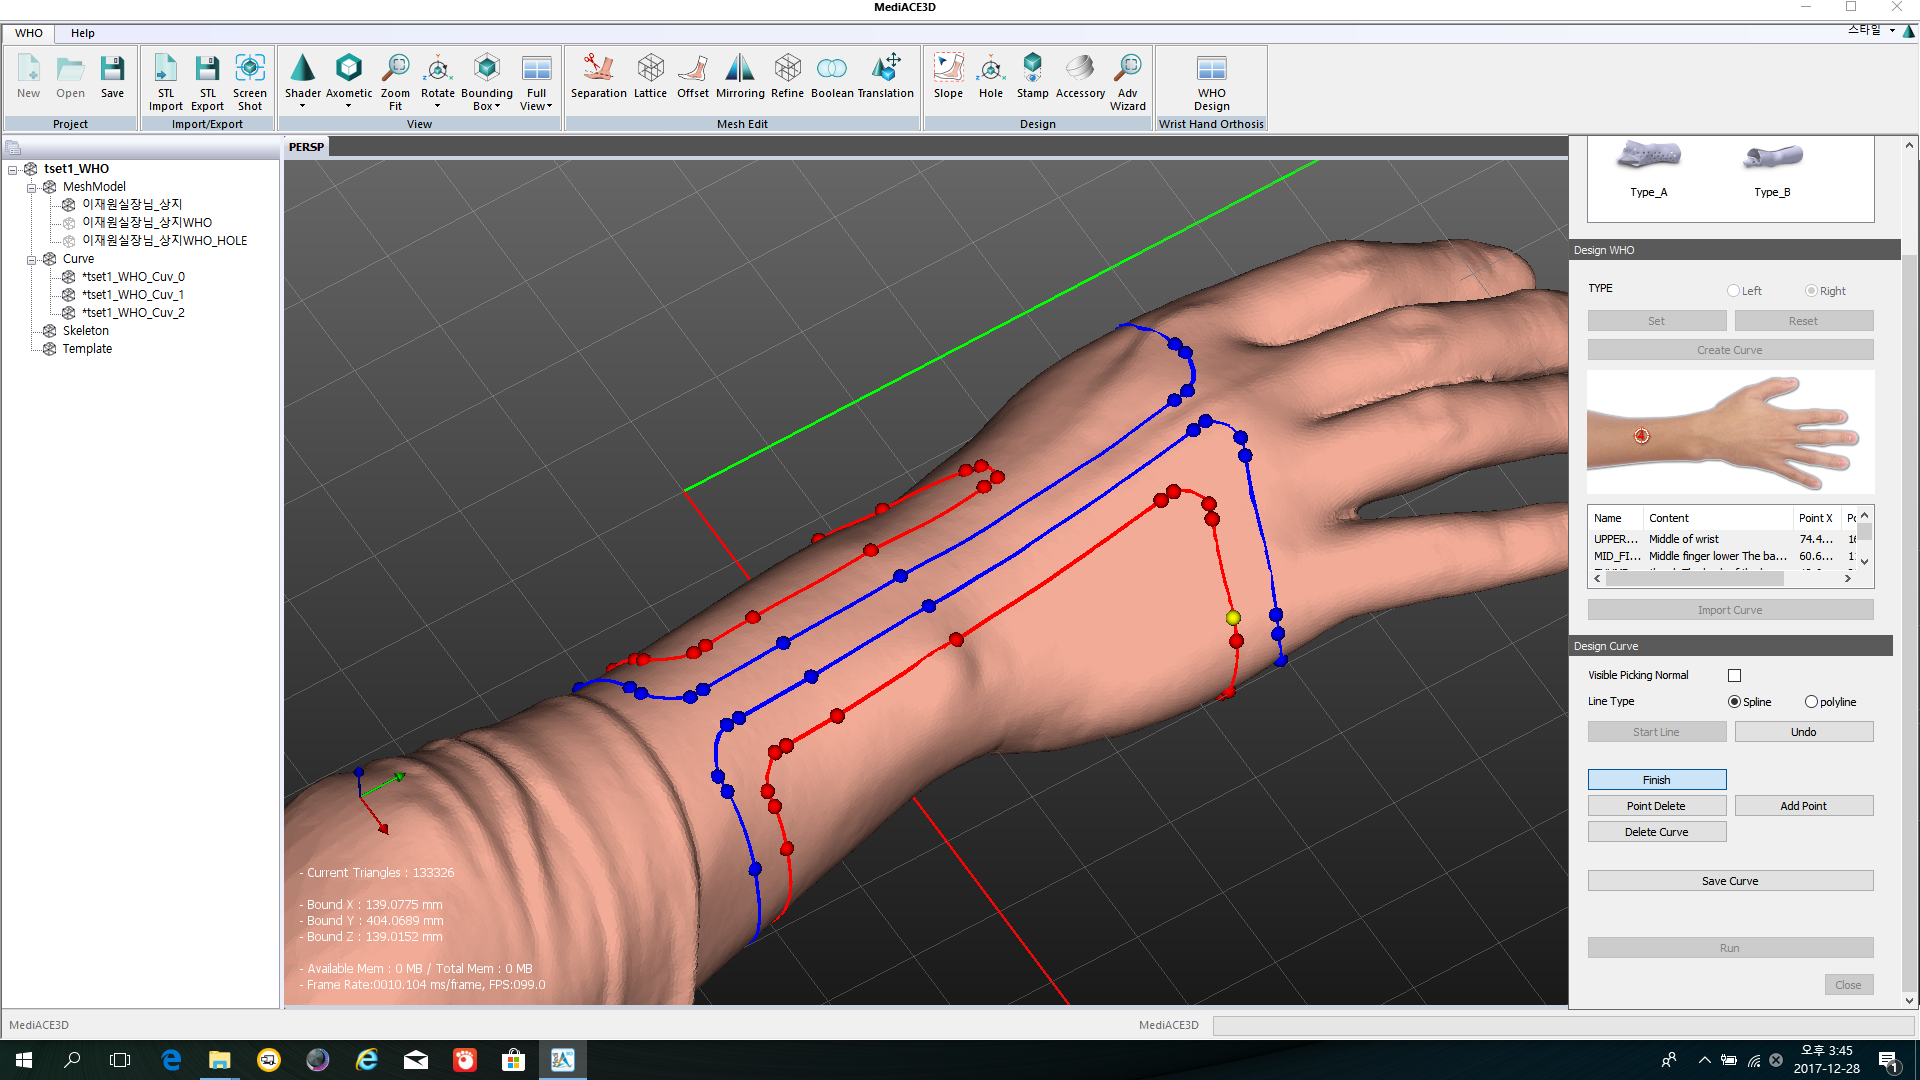 MediACE3D
WHO Help
스타일
New Open Save
Project
STL Import STL Export Screen Shot
Import/Export
Shader Axometic Zoom Fit Rotate Bounding Box Full View
View
Separation Lattice Offset Mirroring Refine Boolean Translation
Mesh Edit
Slope Hole Stamp Accessory Adv Wizard
Design
WHO Design
Wrist Hand Orthosis
tset1_WHO
MeshModel
이재원실장님_상지
이재원실장님_상지WHO
이재원실장님_상지WHO_HOLE
Curve
*tset1_WHO_Cuv_0
*tset1_WHO_Cuv_1
*tset1_WHO_Cuv_2
Skeleton
Template
PERSP
- Current Triangles : 133326
- Bound X : 139.0775 mm
- Bound Y : 404.0689 mm
- Bound Z : 139.0152 mm
- Available Mem : 0 MB / Total Mem : 0 MB
- Frame Rate:0010.104 ms/frame, FPS:099.0
Type_A Type_B
Design WHO
TYPE Left Right
Set Reset
Create Curve
Name Content Point X
UPPER... Middle of wrist 74.4...
MID_FI... Middle finger lower The ba... 60.6...
Import Curve
Design Curve
Visible Picking Normal
Line Type Spline polyline
Start Line Undo
Finish
Point Delete Add Point
Delete Curve
Save Curve
Run
Close
MediACE3D MediACE3D
오후 3:45
2017-12-28
1